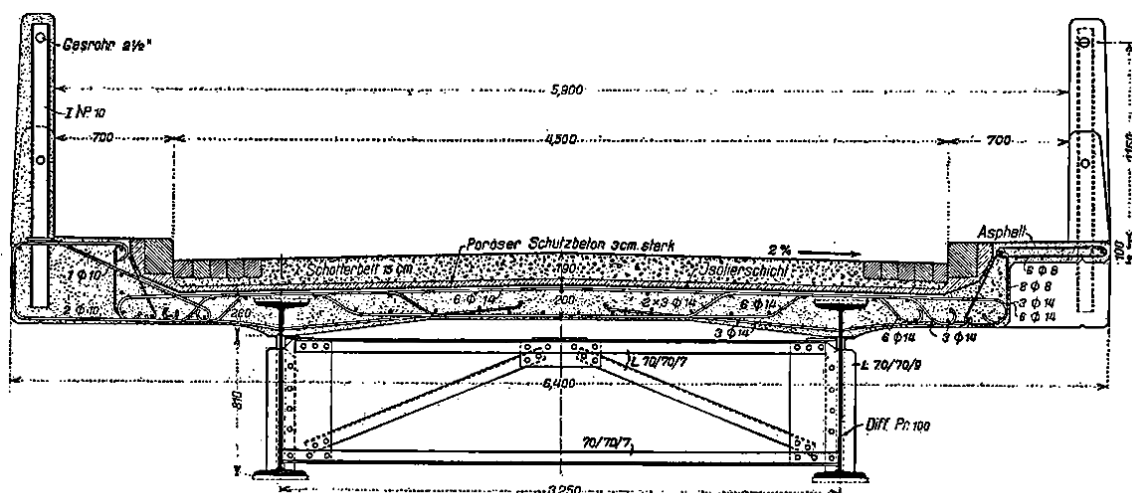 Gasrohr 2½"
5,900
I Nº 10
700
4,500
700
Asphalt
Poröser Schutzbeton 3cm. stark
2%
100
Schotterbett 15 cm
190
Isolierschicht
1 ϕ 10
6 ϕ 8
8 ϕ 8
2 ϕ 10
6 ϕ 14
200
2×3 ϕ 14
6 ϕ 14
3 ϕ 14
6 ϕ 14
3 ϕ 14
6 ϕ 14
3 ϕ 14
L 70/70/7
L 70/70/9
6,400
810
Diff. Pr. 100
70/70/7
3,250